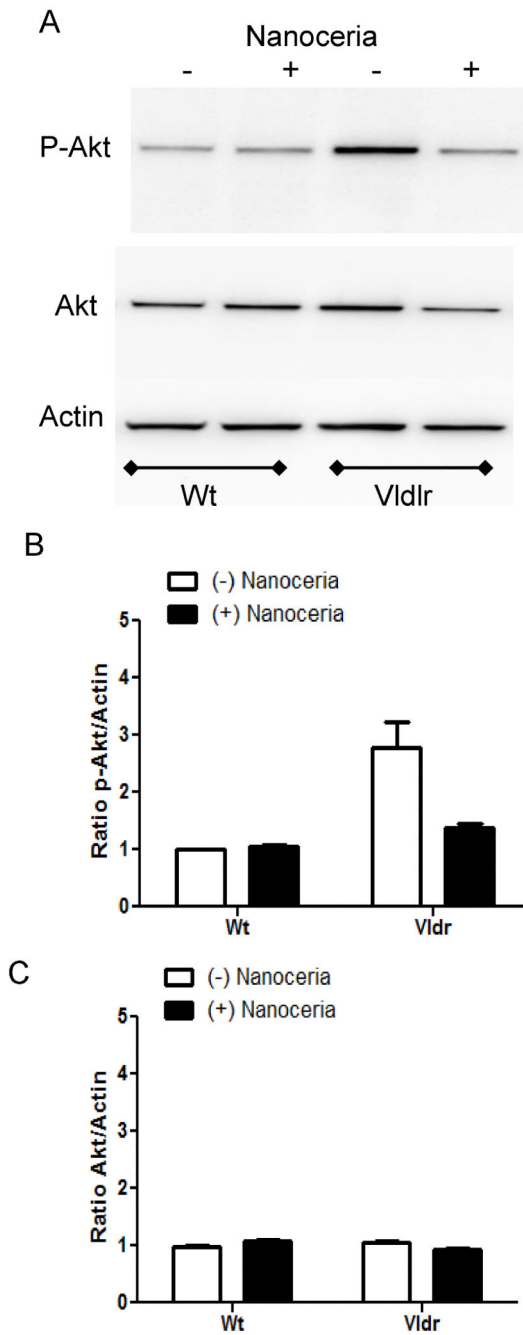 A
Nanoceria
- + - +
P-Akt
Akt
Actin
Wt Vldlr
B
(-) Nanoceria
(+) Nanoceria
Ratio p-Akt/Actin
5
4
3
2
1
0
Wt Vldr
C
(-) Nanoceria
(+) Nanoceria
Ratio Akt/Actin
5
4
3
2
1
0
Wt Vldr